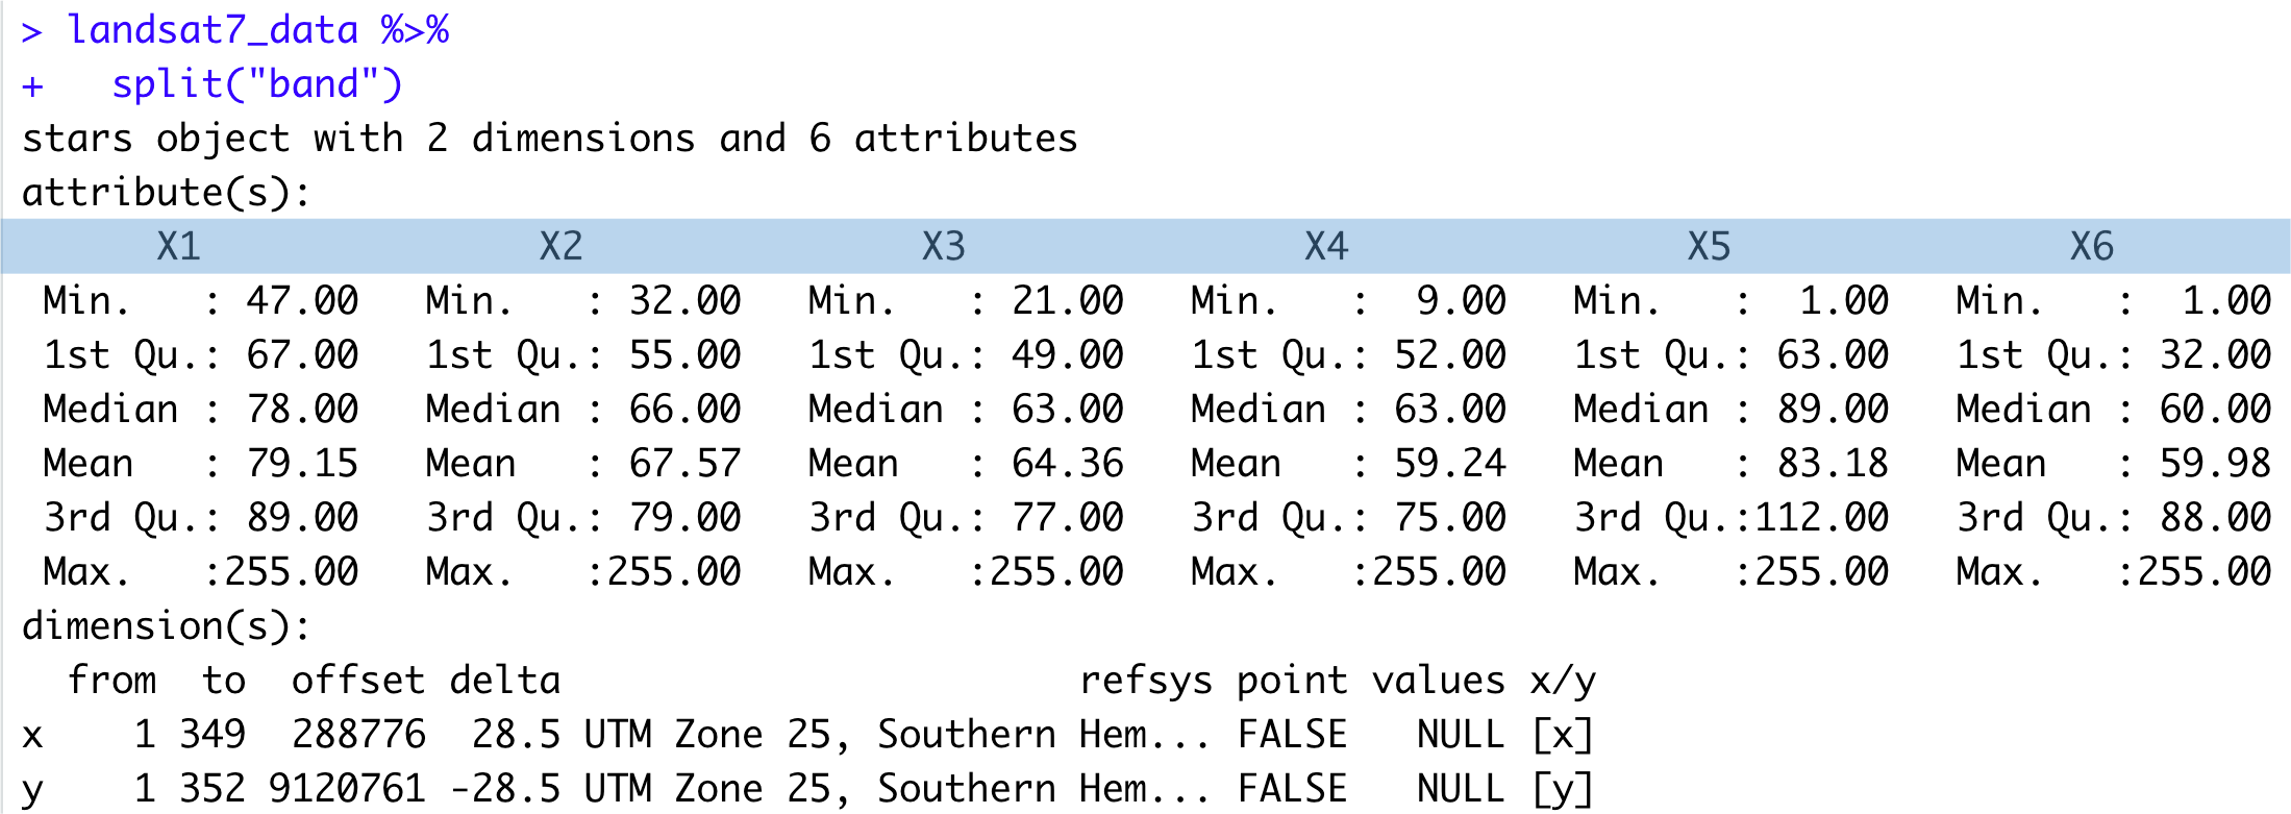 > landsat7_data %>%
+   split("band")
stars object with 2 dimensions and 6 attributes
attribute(s):
      X1               X2               X3               X4               X5               X6
 Min.   : 47.00   Min.   : 32.00   Min.   : 21.00   Min.   :  9.00   Min.   :  1.00   Min.   :  1.00
 1st Qu.: 67.00   1st Qu.: 55.00   1st Qu.: 49.00   1st Qu.: 52.00   1st Qu.: 63.00   1st Qu.: 32.00
 Median : 78.00   Median : 66.00   Median : 63.00   Median : 63.00   Median : 89.00   Median : 60.00
 Mean   : 79.15   Mean   : 67.57   Mean   : 64.36   Mean   : 59.24   Mean   : 83.18   Mean   : 59.98
 3rd Qu.: 89.00   3rd Qu.: 79.00   3rd Qu.: 77.00   3rd Qu.: 75.00   3rd Qu.:112.00   3rd Qu.: 88.00
 Max.   :255.00   Max.   :255.00   Max.   :255.00   Max.   :255.00   Max.   :255.00   Max.   :255.00
dimension(s):
  from  to  offset delta                       refsys point values x/y
x    1 349  288776  28.5 UTM Zone 25, Southern Hem... FALSE   NULL [x]
y    1 352 9120761 -28.5 UTM Zone 25, Southern Hem... FALSE   NULL [y]